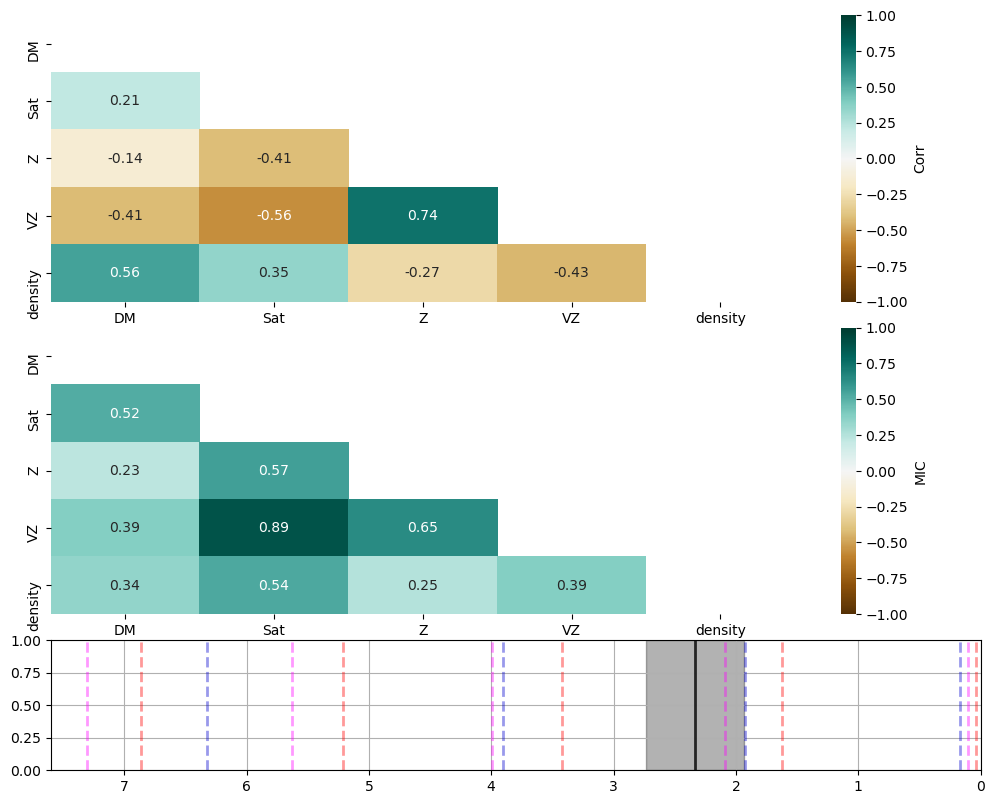 DM
Sat
0.21
Z
-0.14 -0.41
VZ
-0.41 -0.56 0.74
density
0.56 0.35 -0.27 -0.43
DM Sat Z VZ density
1.00
0.75
0.50
0.25
0.00
−0.25
−0.50
−0.75
−1.00
Corr
DM
Sat
0.52
Z
0.23 0.57
VZ
0.39 0.89 0.65
density
0.34 0.54 0.25 0.39
DM Sat Z VZ density
1.00
0.75
0.50
0.25
0.00
−0.25
−0.50
−0.75
−1.00
MIC
1.00
0.75
0.50
0.25
0.00
7 6 5 4 3 2 1 0